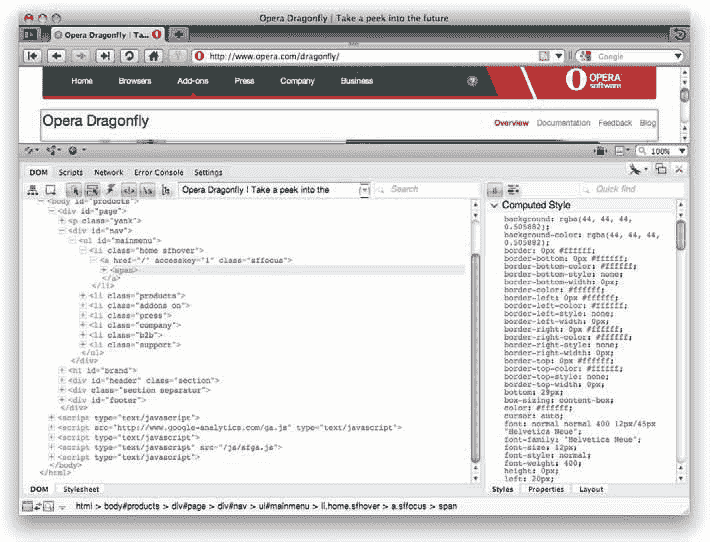 Opera Dragonfly | Take a peek into the future
Opera Dragonfly | Ta...
http://www.opera.com/dragonfly/
Google
Home Browsers Add-ons Press Company Business
OPERA
software
Opera Dragonfly
Overview Documentation Feedback Blog
100%
DOM Scripts Network Error Console Settings
Opera Dragonfly | Take a peek into the
Search
Quick find
<body id="products">
<div id="page">
<p class="yank">
<div id="nav">
<ul id="mainmenu">
<li class="home sfhover">
<a href="/" accesskey="1" class="sffocus">
<span>
</a>
</li>
<li class="products">
<li class="addons on">
<li class="press">
<li class="company">
<li class="b2b">
<li class="support">
</ul>
</div>
<h1 id="brand">
<div id="header" class="section">
<div class="section separator">
<div id="footer">
</div>
<script type="text/javascript">
<script src="http://www.google-analytics.com/ga.js" type="text/javascript">
<script type="text/javascript">
<script type="text/javascript" src="/js/sfga.js">
<script type="text/javascript">
</body>
</html>
Computed Style
background: rgba(44, 44, 44,
0.505882);
background-color: rgba(44, 44, 44,
0.505882);
border: 0px #ffffff;
border-bottom: 0px #ffffff;
border-bottom-color: #ffffff;
border-bottom-style: none;
border-bottom-width: 0px;
border-color: #ffffff;
border-left: 0px #ffffff;
border-left-color: #ffffff;
border-left-style: none;
border-left-width: 0px;
border-right: 0px #ffffff;
border-right-color: #ffffff;
border-right-style: none;
border-right-width: 0px;
border-top: 0px #ffffff;
border-top-color: #ffffff;
border-top-style: none;
border-top-width: 0px;
bottom: 29px;
box-sizing: content-box;
color: #ffffff;
cursor: auto;
font: normal normal 400 12px/45px
"Helvetica Neue";
font-family: "Helvetica Neue";
font-size: 12px;
font-style: normal;
font-weight: 400;
height: 0px;
left: 20px;
DOM Stylesheet
Styles Properties Layout
html > body#products > div#page > div#nav > ul#mainmenu > li.home.sfhover > a.sffocus > span